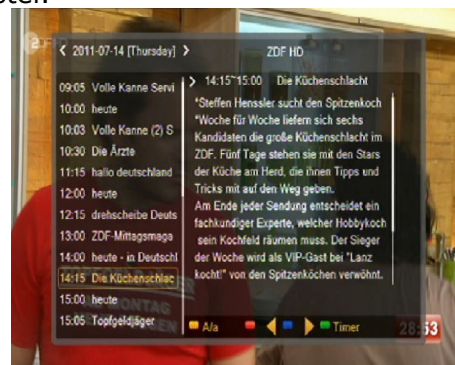 2011-07-14 [Thursday]
ZDF HD
09:05 Volle Kanne Servi
10:00 heute
10:03 Volle Kanne (2) S
10:30 Die Ärzte
11:15 hallo deutschland
12:00 heute
12:15 drehscheibe Deuts
13:00 ZDF-Mittagsmaga
14:00 heute - in Deutschl
14:15 Die Küchenschlac
15:00 heute
15:05 Topfgeldjäger
14:15~15:00 Die Küchenschlacht
"Steffen Henssler sucht den Spitzenkoch
"Woche für Woche liefern sich sechs
Kandidaten die große Küchenschlacht im
ZDF. Fünf Tage stehen sie mit den Stars
der Küche am Herd, die ihnen Tipps und
Tricks mit auf den Weg geben.
Am Ende jeder Sendung entscheidet ein
fachkundiger Experte, welcher Hobbykoch
sein Kochfeld räumen muss. Der Sieger
der Woche wird als VIP-Gast bei "Lanz
kocht!" von den Spitzenköchen verwöhnt.
A/a
Timer
28:53